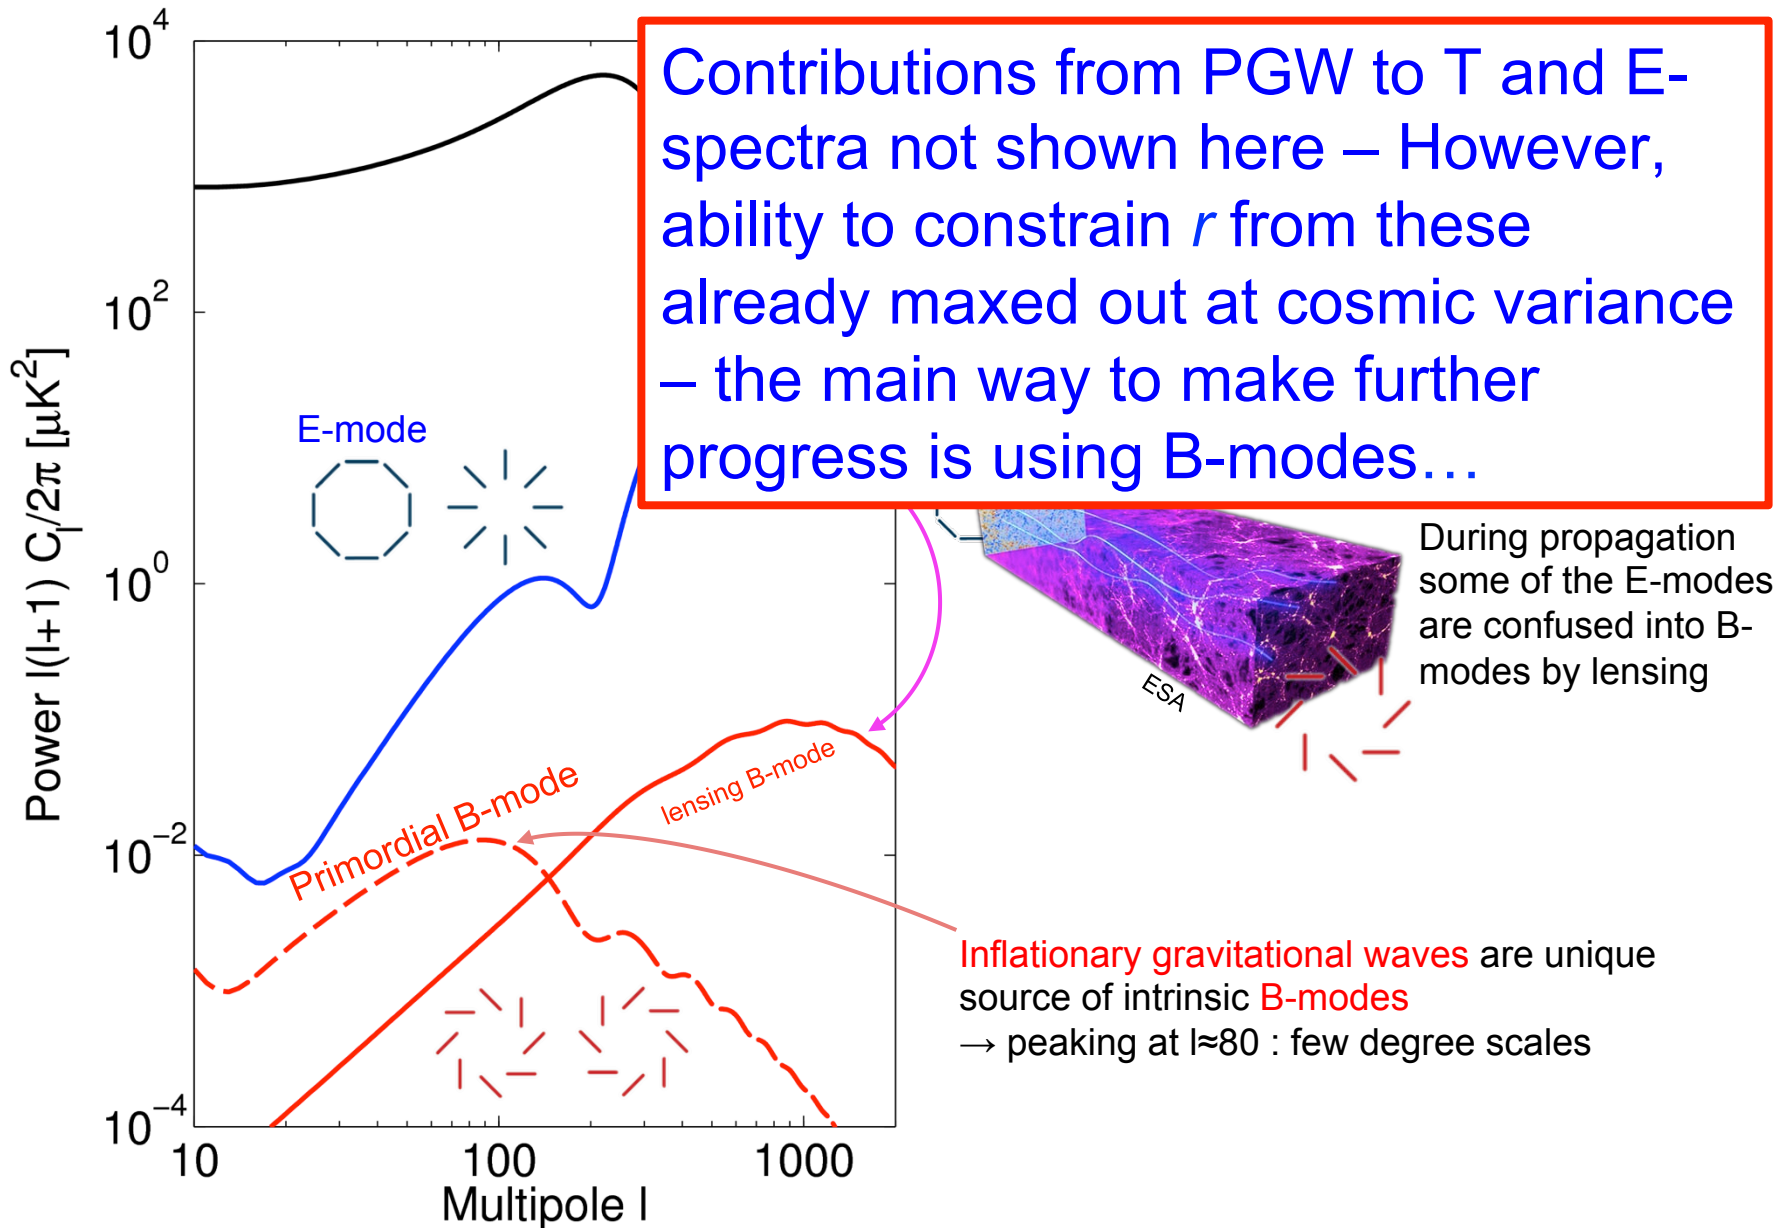 Contributions from PGW to T and E-
spectra not shown here – However,
ability to constrain r from these
already maxed out at cosmic variance
– the main way to make further
progress is using B-modes…
10^4
10^2
10^0
10^−2
10^−4
Power l(l+1) C_l/2π [μK^2]
E-mode
During propagation
some of the E-modes
are confused into B-
modes by lensing
ESA
Primordial B-mode
lensing B-mode
Inflationary gravitational waves are unique
source of intrinsic B-modes
→ peaking at l≈80 : few degree scales
10 100 1000
Multipole l